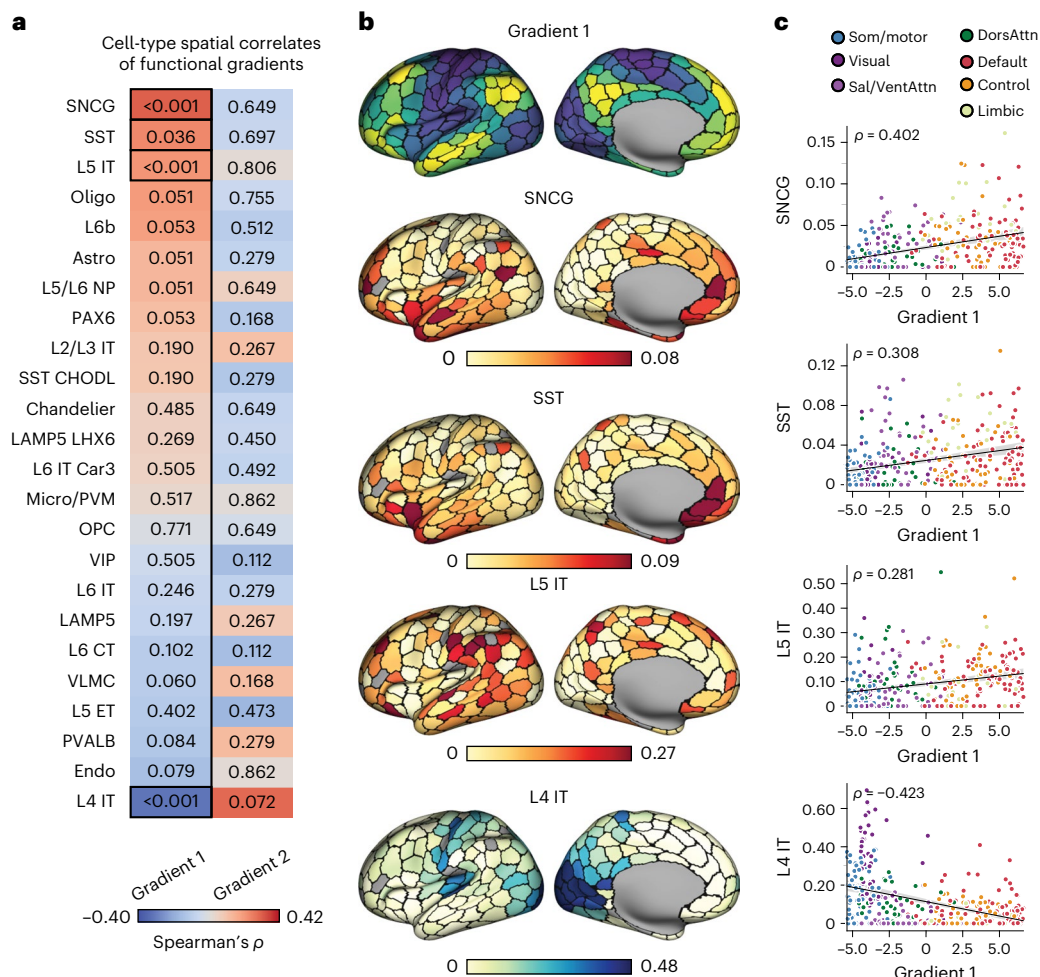 a
Cell-type spatial correlates
of functional gradients
SNCG <0.001 0.649
SST 0.036 0.697
L5 IT <0.001 0.806
Oligo 0.051 0.755
L6b 0.053 0.512
Astro 0.051 0.279
L5/L6 NP 0.051 0.649
PAX6 0.053 0.168
L2/L3 IT 0.190 0.267
SST CHODL 0.190 0.279
Chandelier 0.485 0.649
LAMP5 LHX6 0.269 0.450
L6 IT Car3 0.505 0.492
Micro/PVM 0.517 0.862
OPC 0.771 0.649
VIP 0.505 0.112
L6 IT 0.246 0.279
LAMP5 0.197 0.267
L6 CT 0.102 0.112
VLMC 0.060 0.168
L5 ET 0.402 0.473
PVALB 0.084 0.279
Endo 0.079 0.862
L4 IT <0.001 0.072
Gradient 1 Gradient 2
−0.40 0.42
Spearman's ρ
b
Gradient 1
SNCG
0 0.08
SST
0 0.09
L5 IT
0 0.27
L4 IT
0 0.48
c
Som/motor
Visual
Sal/VentAttn
DorsAttn
Default
Control
Limbic
ρ = 0.402
SNCG
0.15
0.10
0.05
0
−5.0 −2.5 0 2.5 5.0
Gradient 1
ρ = 0.308
SST
0.12
0.08
0.04
0
−5.0 −2.5 0 2.5 5.0
Gradient 1
ρ = 0.281
L5 IT
0.50
0.40
0.30
0.20
0.10
0
−5.0 −2.5 0 2.5 5.0
Gradient 1
ρ = −0.423
L4 IT
0.60
0.40
0.20
0
−5.0 −2.5 0 2.5 5.0
Gradient 1